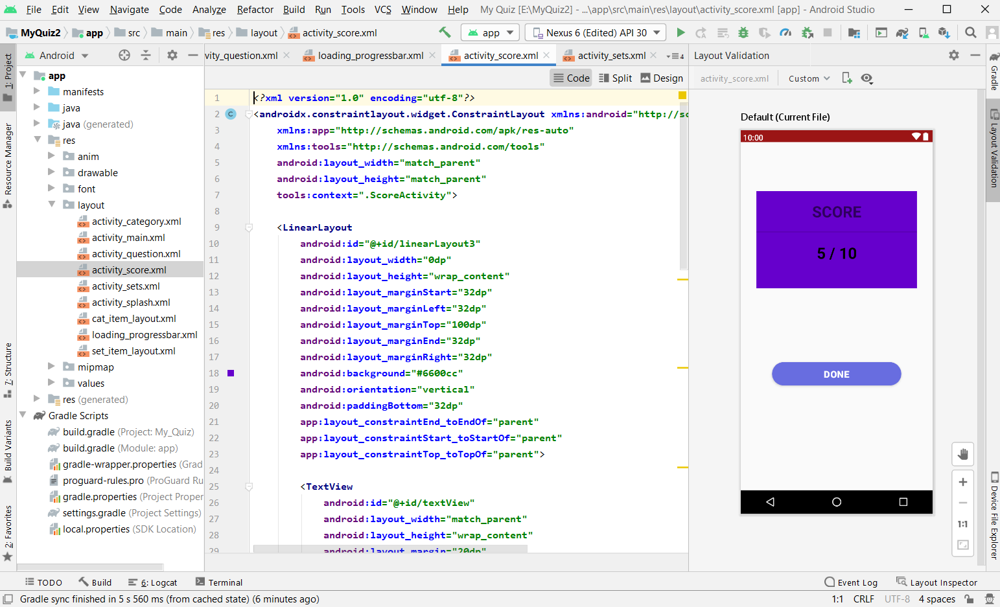 File Edit View Navigate Code Analyze Refactor Build Run Tools VCS Window Help My Quiz [E:\MyQuiz2] - ...\app\src\main\res\layout\activity_score.xml [app] - Android Studio
MyQuiz2 app src main res layout activity_score.xml app Nexus 6 (Edited) API 30
Android
vity_question.xml loading_progressbar.xml activity_score.xml activity_sets.xml 4
Layout Validation
Code Split Design
activity_score.xml Custom
1: Project
Resource Manager
7: Structure
Build Variants
2: Favorites
app
manifests
java
java (generated)
res
anim
drawable
font
layout
activity_category.xml
activity_main.xml
activity_question.xml
activity_score.xml
activity_sets.xml
activity_splash.xml
cat_item_layout.xml
loading_progressbar.xml
set_item_layout.xml
mipmap
values
res (generated)
Gradle Scripts
build.gradle (Project: My_Quiz)
build.gradle (Module: app)
gradle-wrapper.properties (Grad
proguard-rules.pro (ProGuard Ru
gradle.properties (Project Proper
settings.gradle (Project Settings)
local.properties (SDK Location)
1 <?xml version="1.0" encoding="utf-8"?>
2 C <androidx.constraintlayout.widget.ConstraintLayout xmlns:android="http://sc
3 xmlns:app="http://schemas.android.com/apk/res-auto"
4 xmlns:tools="http://schemas.android.com/tools"
5 android:layout_width="match_parent"
6 android:layout_height="match_parent"
7 tools:context=".ScoreActivity">
8
9 <LinearLayout
10 android:id="@+id/linearLayout3"
11 android:layout_width="0dp"
12 android:layout_height="wrap_content"
13 android:layout_marginStart="32dp"
14 android:layout_marginLeft="32dp"
15 android:layout_marginTop="100dp"
16 android:layout_marginEnd="32dp"
17 android:layout_marginRight="32dp"
18 android:background="#6600cc"
19 android:orientation="vertical"
20 android:paddingBottom="32dp"
21 app:layout_constraintEnd_toEndOf="parent"
22 app:layout_constraintStart_toStartOf="parent"
23 app:layout_constraintTop_toTopOf="parent">
24
25 <TextView
26 android:id="@+id/textView"
27 android:layout_width="match_parent"
28 android:layout_height="wrap_content"
29 android:layout_margin="20dp"
Default (Current File)
10:00
SCORE
5 / 10
DONE
1:1
Gradle
Layout Validation
Device File Explorer
TODO Build 6: Logcat Terminal Event Log Layout Inspector
Gradle sync finished in 5 s 560 ms (from cached state) (6 minutes ago) 1:1 CRLF UTF-8 4 spaces